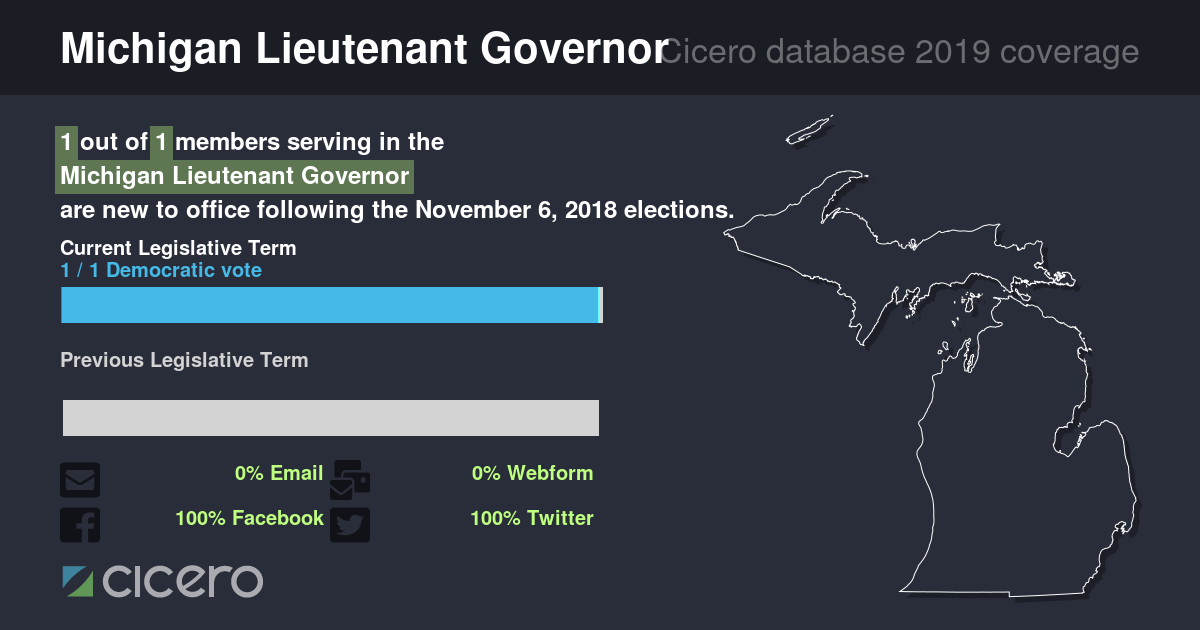 Michigan Lieutenant Governor Cicero database 2019 coverage
1 out of 1 members serving in the
Michigan Lieutenant Governor
are new to office following the November 6, 2018 elections.
Current Legislative Term
1 / 1 Democratic vote
Previous Legislative Term
0% Email 0% Webform
100% Facebook 100% Twitter
cicero